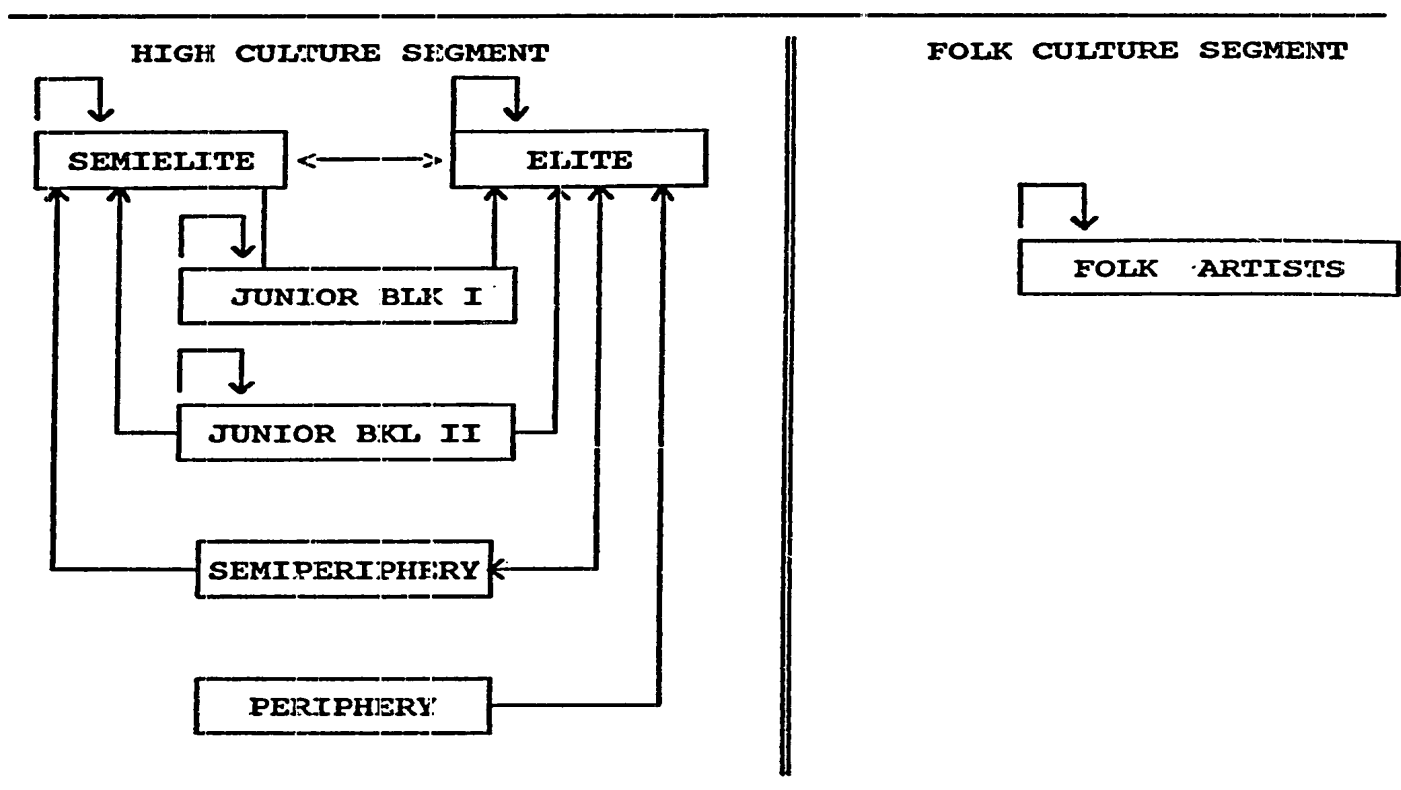 HIGH CULTURE SEGMENT
FOLK CULTURE SEGMENT
SEMIELITE
ELITE
FOLK ARTISTS
JUNIOR BLK I
JUNIOR BKL II
SEMIPERIPHERY
PERIPHERY